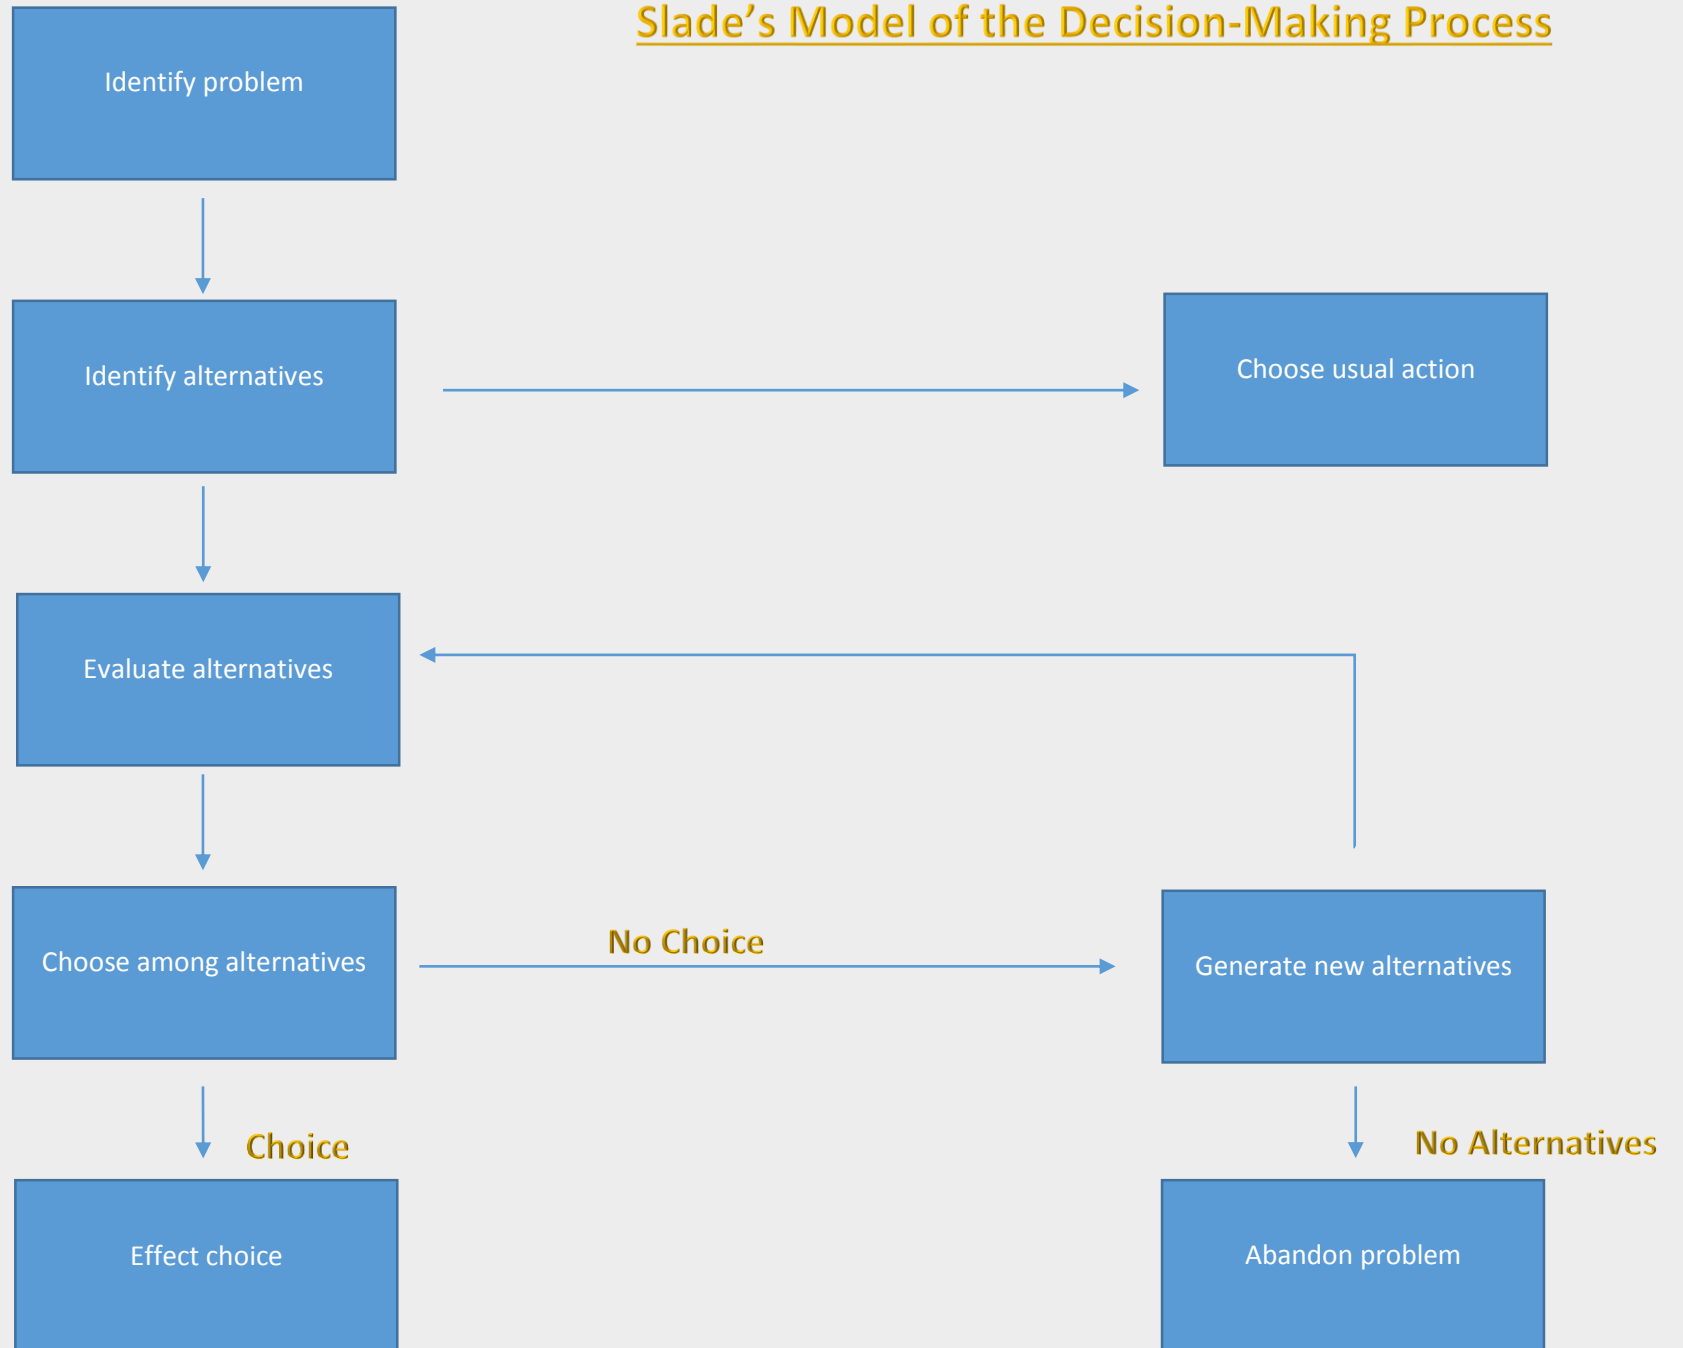 Slade’s Model of the Decision-Making Process
Identify problem
Identify alternatives
Choose usual action
Evaluate alternatives
Choose among alternatives
No Choice
Generate new alternatives
Choice
No Alternatives
Effect choice
Abandon problem